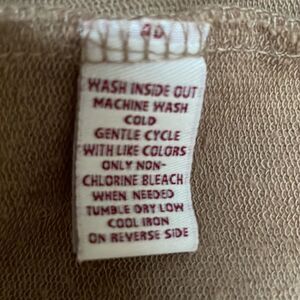 WASH INSIDE OUT
MACHINE WASH
COLD
GENTLE CYCLE
WITH LIKE COLORS
ONLY NON-
CHLORINE BLEACH
WHEN NEEDED
TUMBLE DRY LOW
COOL IRON
ON REVERSE SIDE